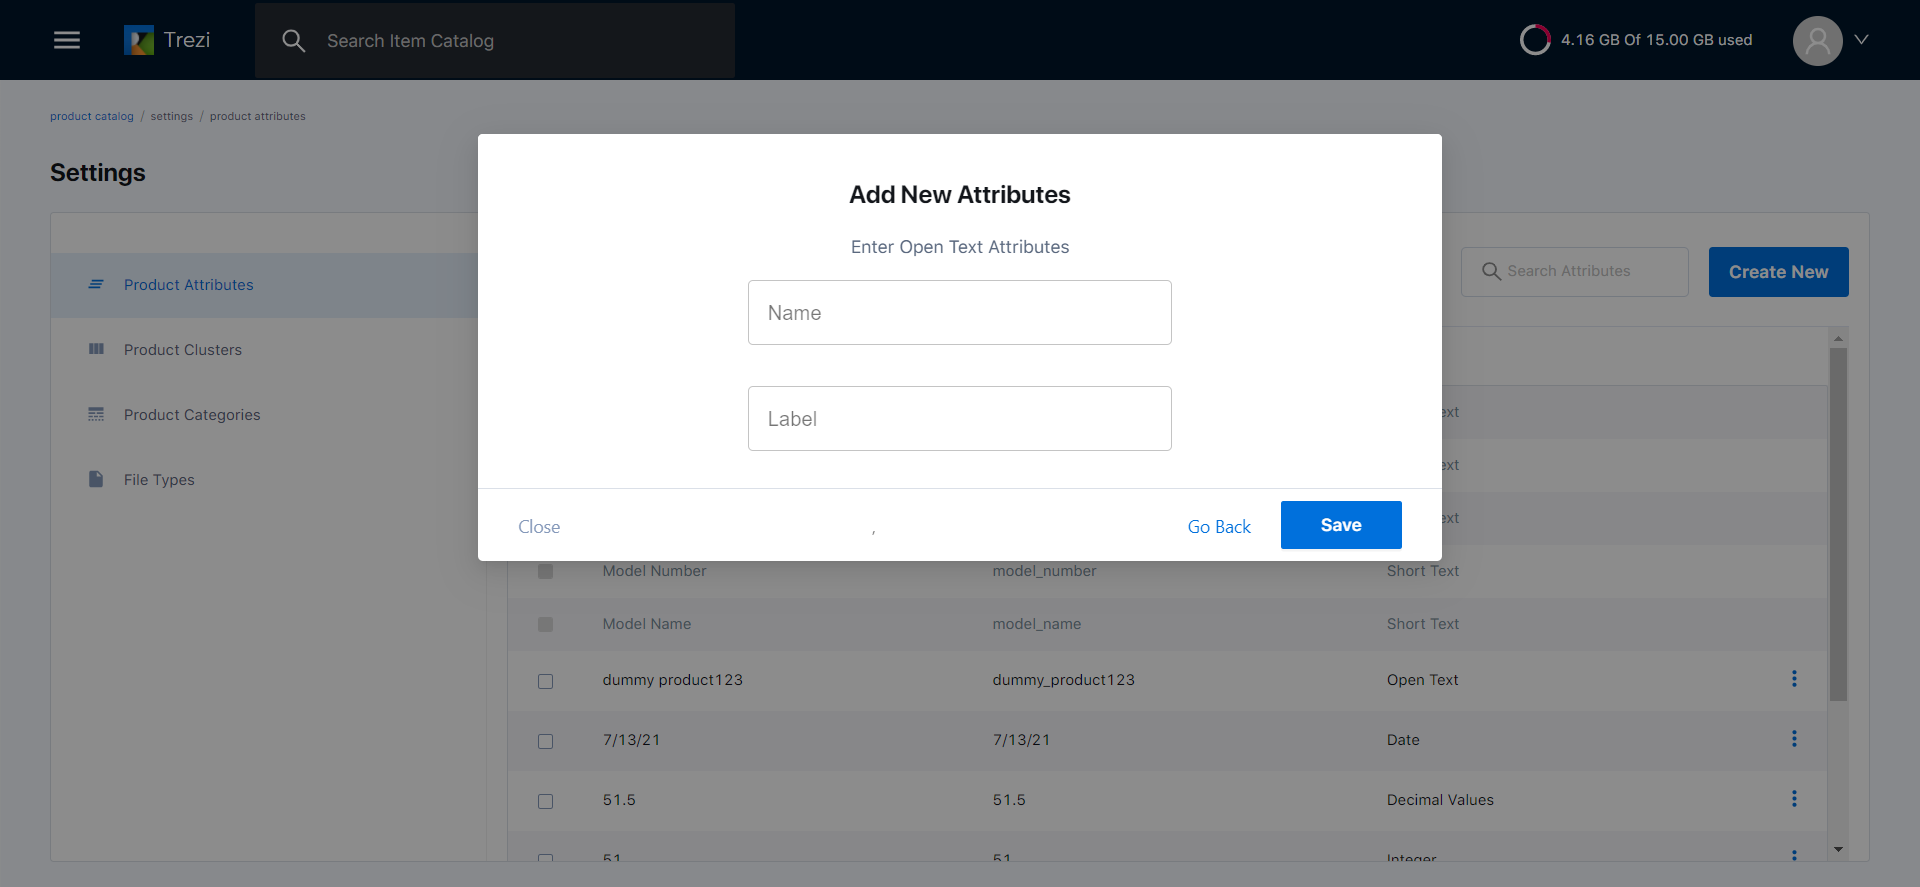 Trezi
Search Item Catalog
4.16 GB Of 15.00 GB used
product catalog / settings / product attributes
Settings
Add New Attributes
Enter Open Text Attributes
Name
Label
Close
,
Go Back
Save
Product Attributes
Product Clusters
Product Categories
File Types
Search Attributes
Create New
ext
ext
ext
Model Number model_number Short Text
Model Name model_name Short Text
dummy product123 dummy_product123 Open Text
7/13/21 7/13/21 Date
51.5 51.5 Decimal Values
51 51 Integer